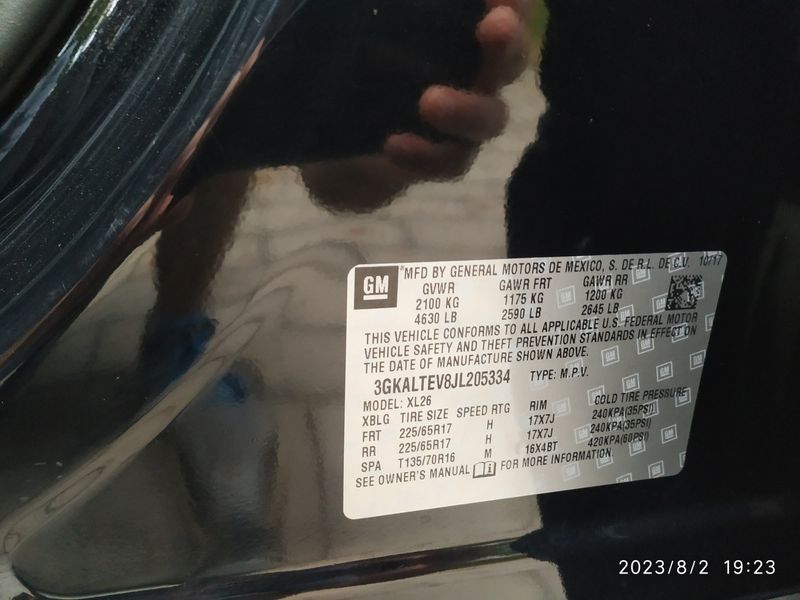 GM
*MFD BY GENERAL MOTORS DE MEXICO, S. DE R.L. DE C.V. 10/17
GVWR GAWR FRT GAWR RR
2100 KG 1175 KG 1200 KG
4630 LB 2590 LB 2645 LB
THIS VEHICLE CONFORMS TO ALL APPLICABLE U.S. FEDERAL MOTOR
VEHICLE SAFETY AND THEFT PREVENTION STANDARDS IN EFFECT ON
THE DATE OF MANUFACTURE SHOWN ABOVE.
3GKALTEV8JL205334 TYPE: M.P.V.
MODEL: XL26
XBLG TIRE SIZE SPEED RTG RIM COLD TIRE PRESSURE
FRT 225/65R17 H 17X7J 240KPA(35PSI)
RR 225/65R17 H 17X7J 240KPA(35PSI)
SPA T135/70R16 M 16X4BT 420KPA(60PSI)
SEE OWNER'S MANUAL FOR MORE INFORMATION.
2023/8/2 19:23